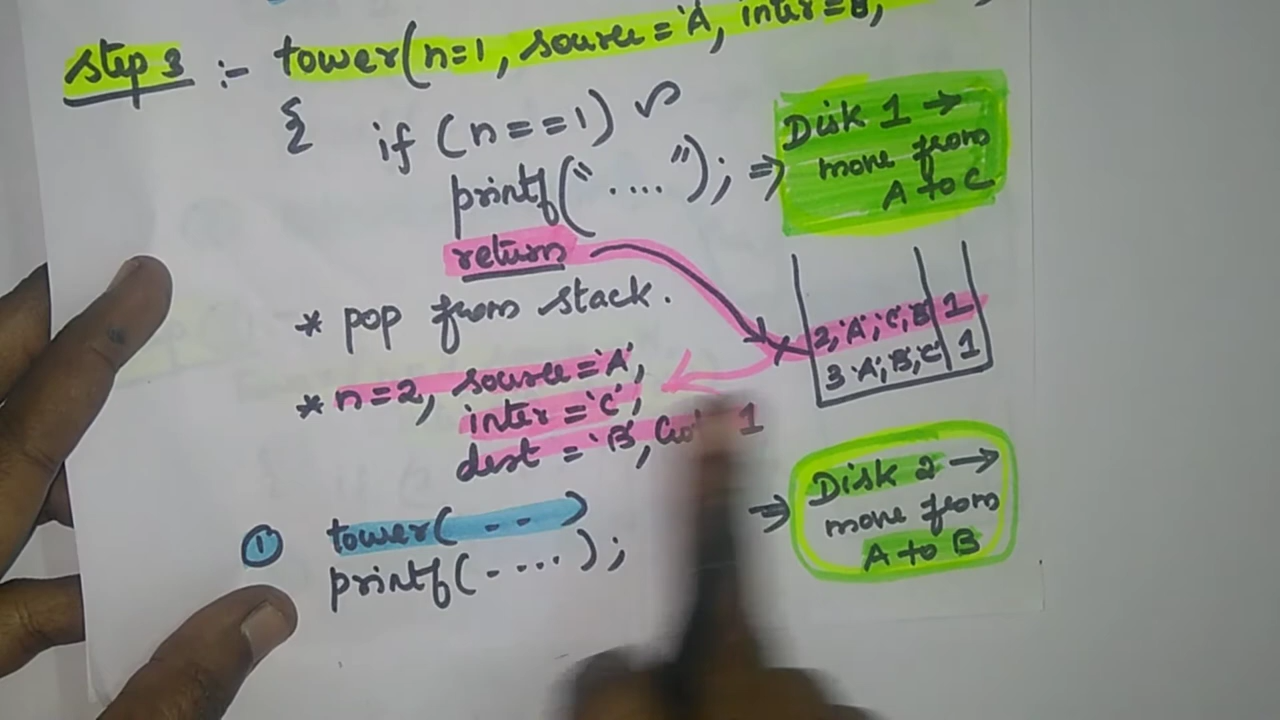 step 3 :- tower(n=1, source='A', inter='B',
{ if (n==1)
printf("....");
return
=> Disk 1 →
move from
A to C
* pop from stack.
2,'A','C','B' 1
3 'A','B','C' 1
* n=2, source='A',
inter='C',
dest='B', 1
① tower( - - )
printf(- ....);
=> Disk 2 →
move from
A to B